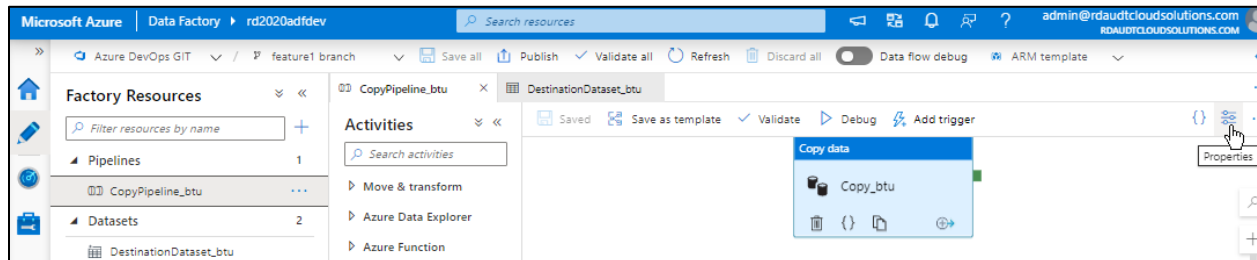 Microsoft Azure Data Factory rd2020adfdev Search resources ? admin@rdaudtcloudsolutions.com
RDAUDTCLOUDSOLUTIONS.COM
Azure DevOps GIT / feature1 branch Save all Publish Validate all Refresh Discard all Data flow debug ARM template
Factory Resources
Filter resources by name
Pipelines 1
CopyPipeline_btu
Datasets 2
DestinationDataset_btu
CopyPipeline_btu DestinationDataset_btu
Activities
Search activities
Move & transform
Azure Data Explorer
Azure Function
Saved Save as template Validate Debug Add trigger {}
Properties
Copy data
Copy_btu
{}